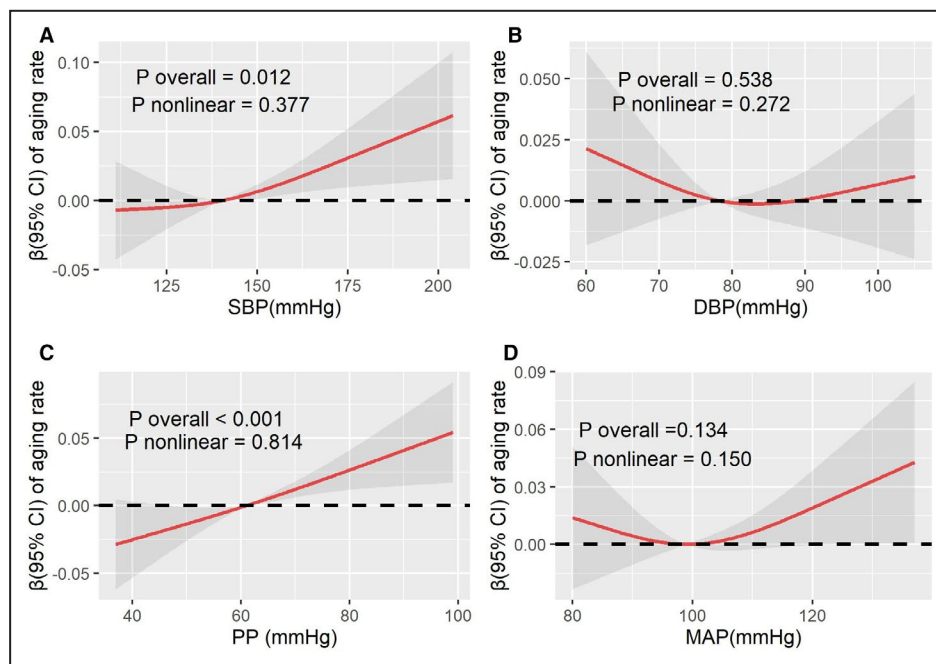 A
β(95% CI) of aging rate
0.10
0.05
0.00
-0.05
P overall = 0.012
P nonlinear = 0.377
125
150
175
200
SBP(mmHg)
B
β(95% CI) of aging rate
0.050
0.025
0.000
-0.025
P overall = 0.538
P nonlinear = 0.272
60
70
80
90
100
DBP(mmHg)
C
β(95% CI) of aging rate
0.05
0.00
-0.05
P overall < 0.001
P nonlinear = 0.814
40
60
80
100
PP (mmHg)
D
β(95% CI) of aging rate
0.09
0.06
0.03
0.00
P overall =0.134
P nonlinear = 0.150
80
100
120
MAP(mmHg)